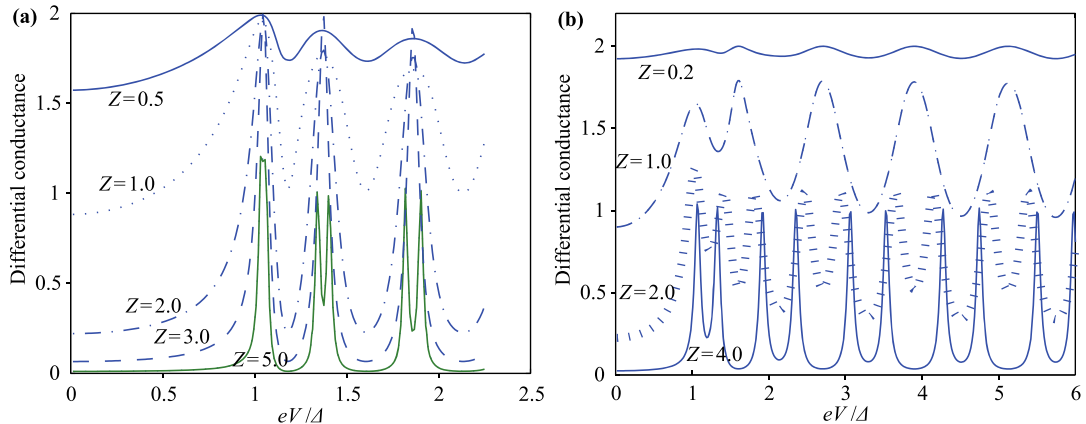 (a)
Differential conductance
2
1.5
1
0.5
0
Z=0.5
Z=1.0
Z=2.0
Z=3.0
Z=5.0
0 0.5 1 1.5 2 2.5
eV/Δ
(b)
Differential conductance
2
1.5
1
0.5
0
Z=0.2
Z=1.0
Z=2.0
Z=4.0
0 1 2 3 4 5 6
eV/Δ